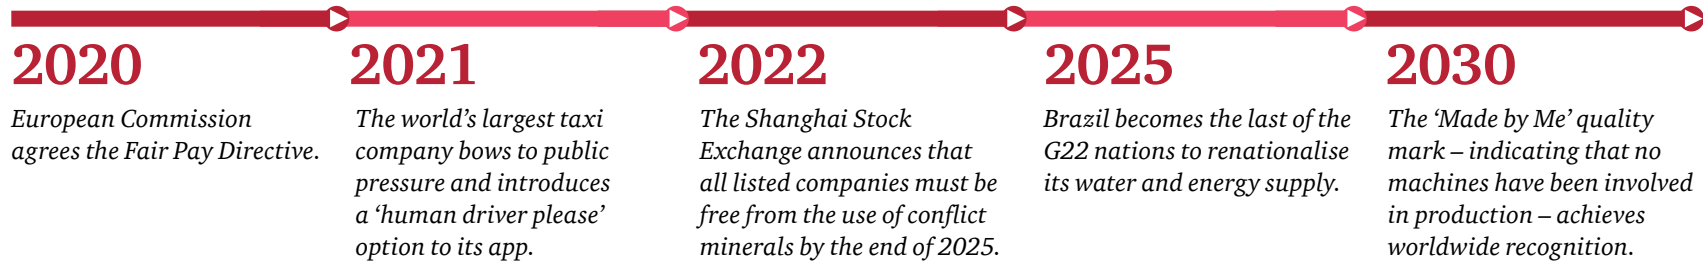 2020
European Commission
agrees the Fair Pay Directive.
2021
The world’s largest taxi
company bows to public
pressure and introduces
a ‘human driver please’
option to its app.
2022
The Shanghai Stock
Exchange announces that
all listed companies must be
free from the use of conflict
minerals by the end of 2025.
2025
Brazil becomes the last of the
G22 nations to renationalise
its water and energy supply.
2030
The ‘Made by Me’ quality
mark – indicating that no
machines have been involved
in production – achieves
worldwide recognition.